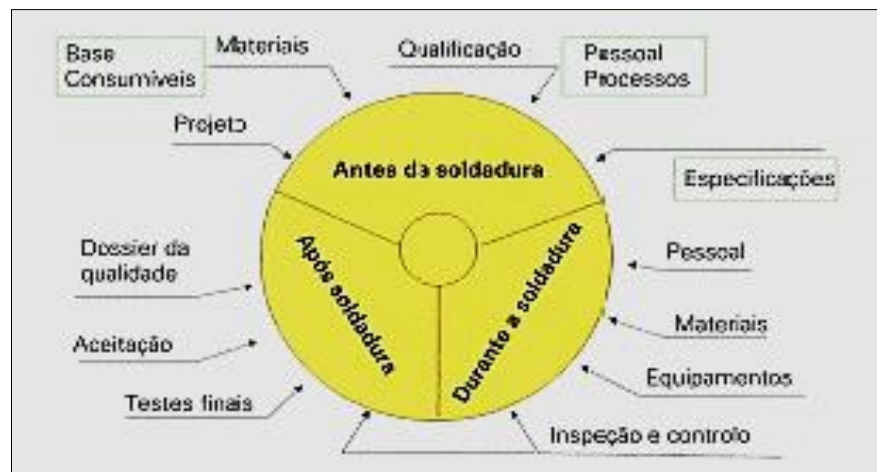 Base
Consumíveis
Materiais
Qualificação
Pessoal
Processos
Projeto
Antes da soldadura
Especificações
Dossier da
qualidade
Após soldadura
Durante a soldadura
Pessoal
Materiais
Aceitação
Equipamentos
Testes finais
Inspeção e controlo